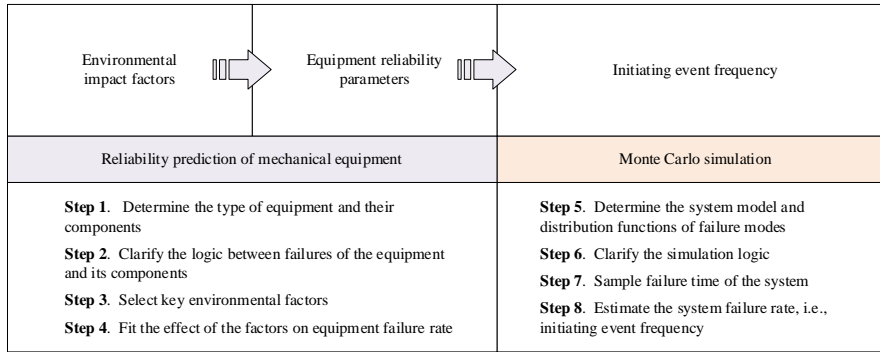 Environmental
impact factors
Equipment reliability
parameters
Initiating event frequency
Reliability prediction of mechanical equipment
Monte Carlo simulation
Step 1. Determine the type of equipment and their
components
Step 2. Clarify the logic between failures of the equipment
and its components
Step 3. Select key environmental factors
Step 4. Fit the effect of the factors on equipment failure rate
Step 5. Determine the system model and
distribution functions of failure modes
Step 6. Clarify the simulation logic
Step 7. Sample failure time of the system
Step 8. Estimate the system failure rate, i.e.,
initiating event frequency